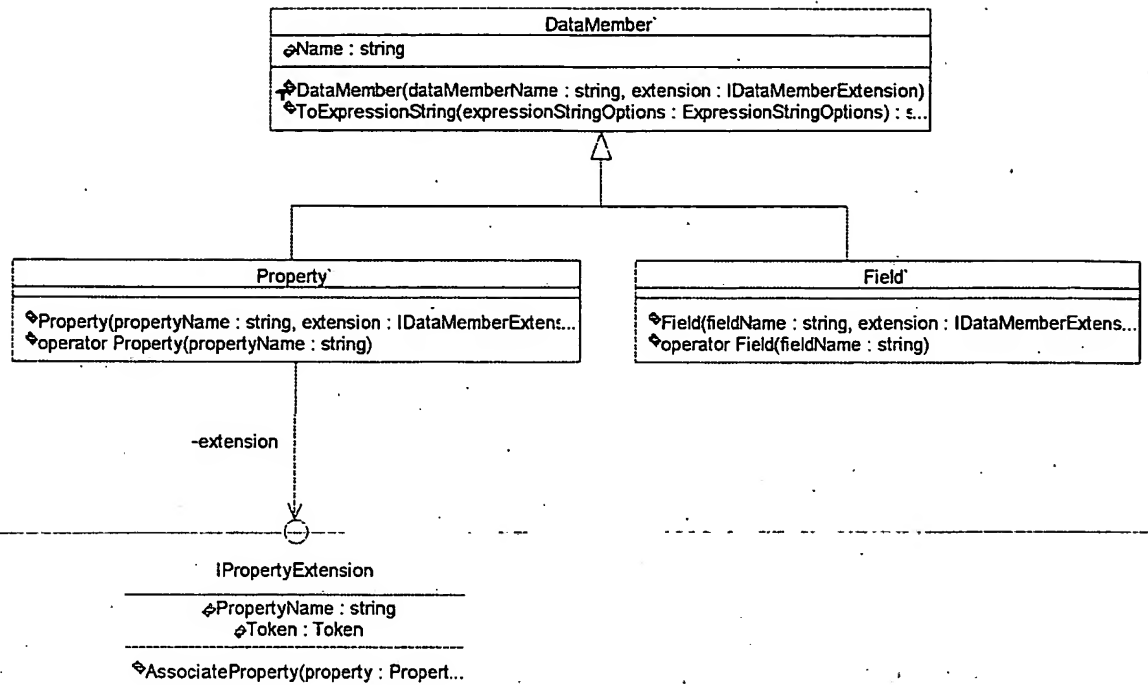 DataMember`
Name : string
DataMember(dataMemberName : string, extension : IDataMemberExtension)
ToExpressionString(expressionStringOptions : ExpressionStringOptions) : s...
Property`
Property(propertyName : string, extension : IDataMemberExtens...
operator Property(propertyName : string)
Field`
Field(fieldName : string, extension : IDataMemberExtens...
operator Field(fieldName : string)
-extension
IPropertyExtension
PropertyName : string
Token : Token
AssociateProperty(property : Propert...